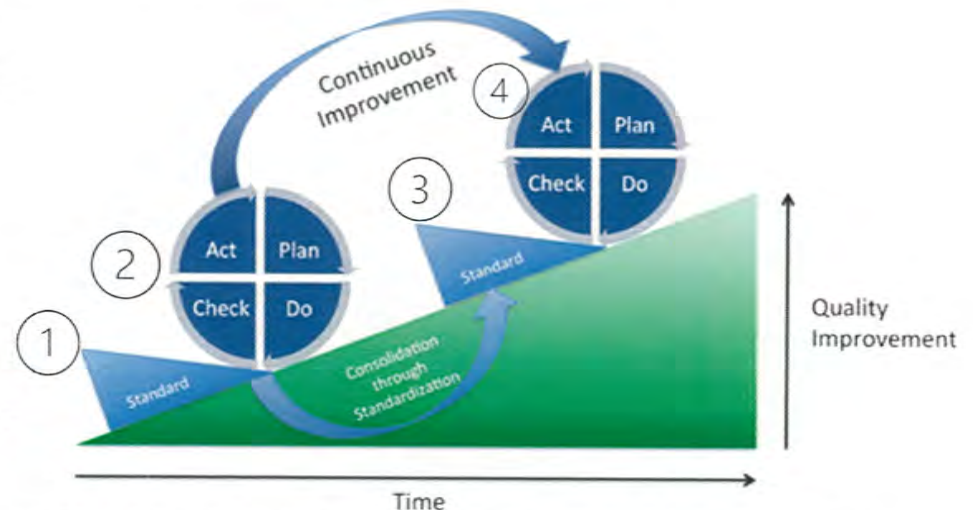 Continuous
Improvement
4
Act
Plan
Check
Do
3
Standard
2
Act
Plan
Check
Do
1
Standard
Consolidation
through
Standardization
Quality
Improvement
Time